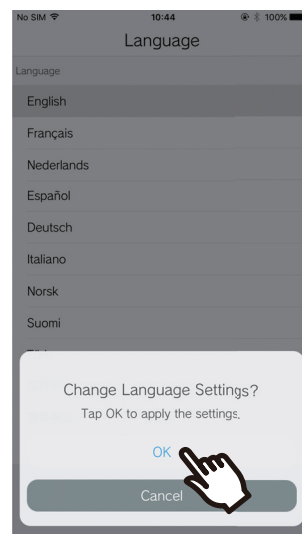 No SIM 10:44 100%
Language
Language
English
Français
Nederlands
Español
Deutsch
Italiano
Norsk
Suomi
Change Language Settings?
Tap OK to apply the settings.
OK
Cancel